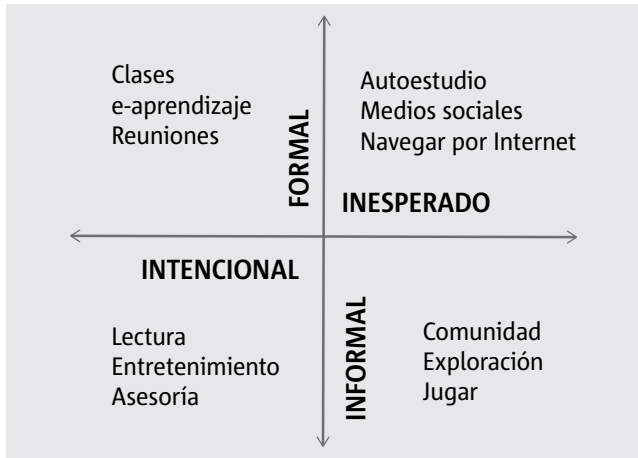 Clases
e-aprendizaje
Reuniones
FORMAL
Autoestudio
Medios sociales
Navegar por Internet
INESPERADO
INTENCIONAL
Lectura
Entretenimiento
Asesoría
INFORMAL
Comunidad
Exploración
Jugar